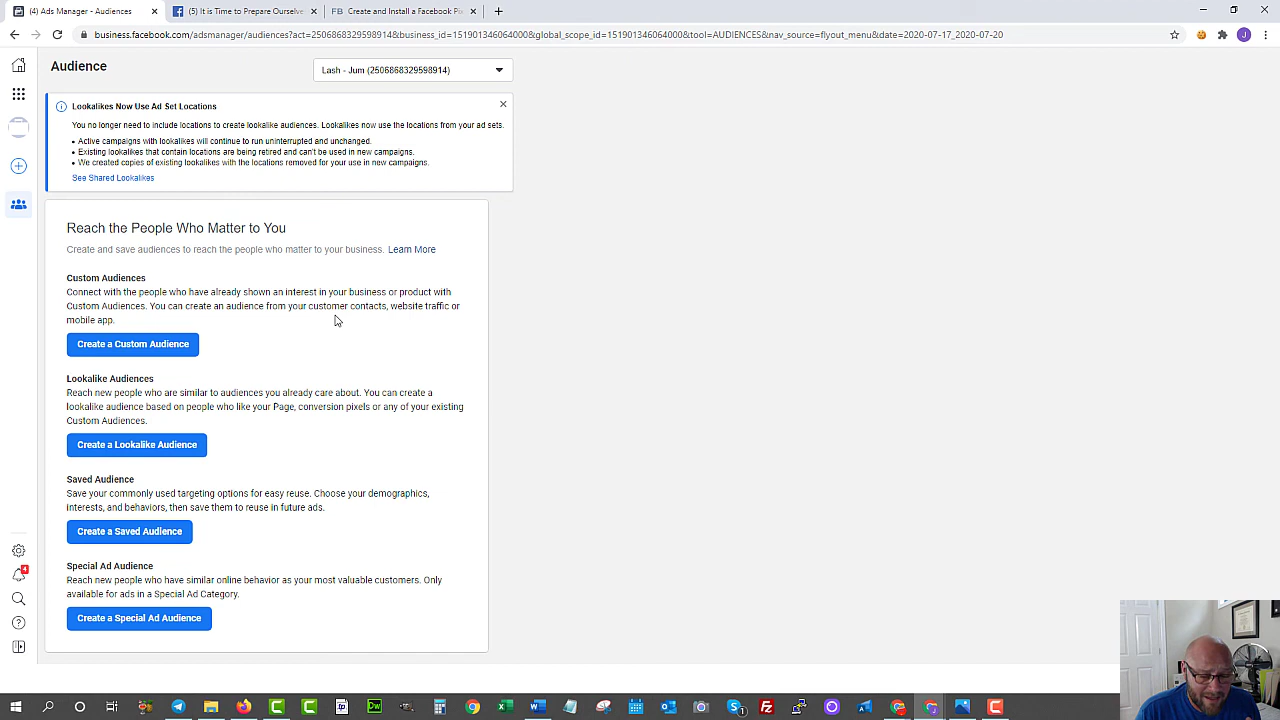 (4) Ads Manager - Audiences
(5) It is Time to Prepare Ourselve
FB Create and Install a Facebook Pix
business.facebook.com/adsmanager/audiences?act=2506868329598914&business_id=151901346064000&global_scope_id=151901346064000&tool=AUDIENCES&nav_source=flyout_menu&date=2020-07-17_2020-07-20
J
Audience
Lash - Jum (2506868329598914)
Lookalikes Now Use Ad Set Locations
You no longer need to include locations to create lookalike audiences. Lookalikes now use the locations from your ad sets.
• Active campaigns with lookalikes will continue to run uninterrupted and unchanged.
• Existing lookalikes that contain locations are being retired and can't be used in new campaigns.
• We created copies of existing lookalikes with the locations removed for your use in new campaigns.
See Shared Lookalikes
Reach the People Who Matter to You
Create and save audiences to reach the people who matter to your business. Learn More
Custom Audiences
Connect with the people who have already shown an interest in your business or product with
Custom Audiences. You can create an audience from your customer contacts, website traffic or
mobile app.
Create a Custom Audience
Lookalike Audiences
Reach new people who are similar to audiences you already care about. You can create a
lookalike audience based on people who like your Page, conversion pixels or any of your existing
Custom Audiences.
Create a Lookalike Audience
Saved Audience
Save your commonly used targeting options for easy reuse. Choose your demographics,
interests, and behaviors, then save them to reuse in future ads.
Create a Saved Audience
Special Ad Audience
Reach new people who have similar online behavior as your most valuable customers. Only
available for ads in a Special Ad Category.
Create a Special Ad Audience
4